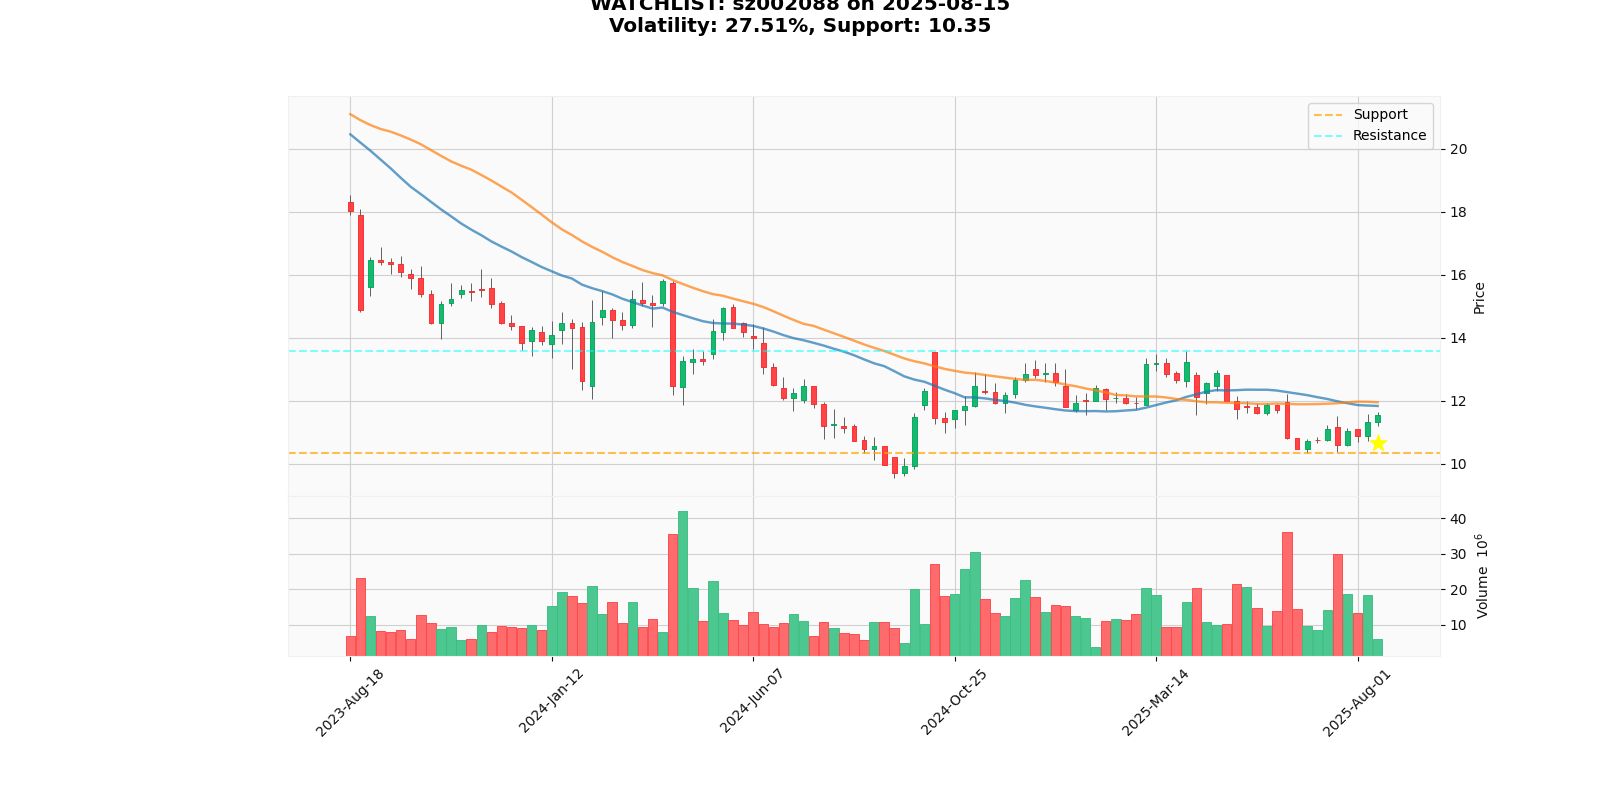 WATCHLIST: sz002088 on 2025-08-15
Volatility: 27.51%, Support: 10.35
Support
Resistance
20
18
16
14
12
10
Price
40
30
20
10
Volume 10⁶
2023-Aug-18
2024-Jan-12
2024-Jun-07
2024-Oct-25
2025-Mar-14
2025-Aug-01